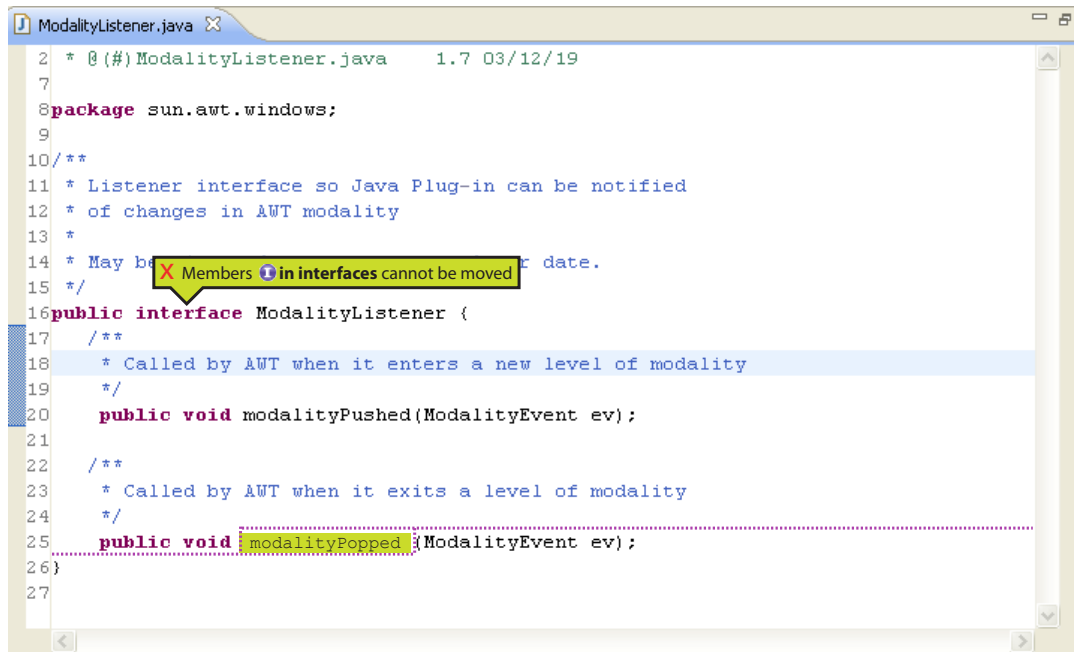 ModalityListener.java
2 * @(#)ModalityListener.java 1.7 03/12/19
7
8 package sun.awt.windows;
9
10 /**
11 * Listener interface so Java Plug-in can be notified
12 * of changes in AWT modality
13 *
14 * May be r date.
X Members I in interfaces cannot be moved
15 */
16 public interface ModalityListener {
17 /**
18 * Called by AWT when it enters a new level of modality
19 */
20 public void modalityPushed(ModalityEvent ev);
21
22 /**
23 * Called by AWT when it exits a level of modality
24 */
25 public void modalityPopped (ModalityEvent ev);
26 }
27